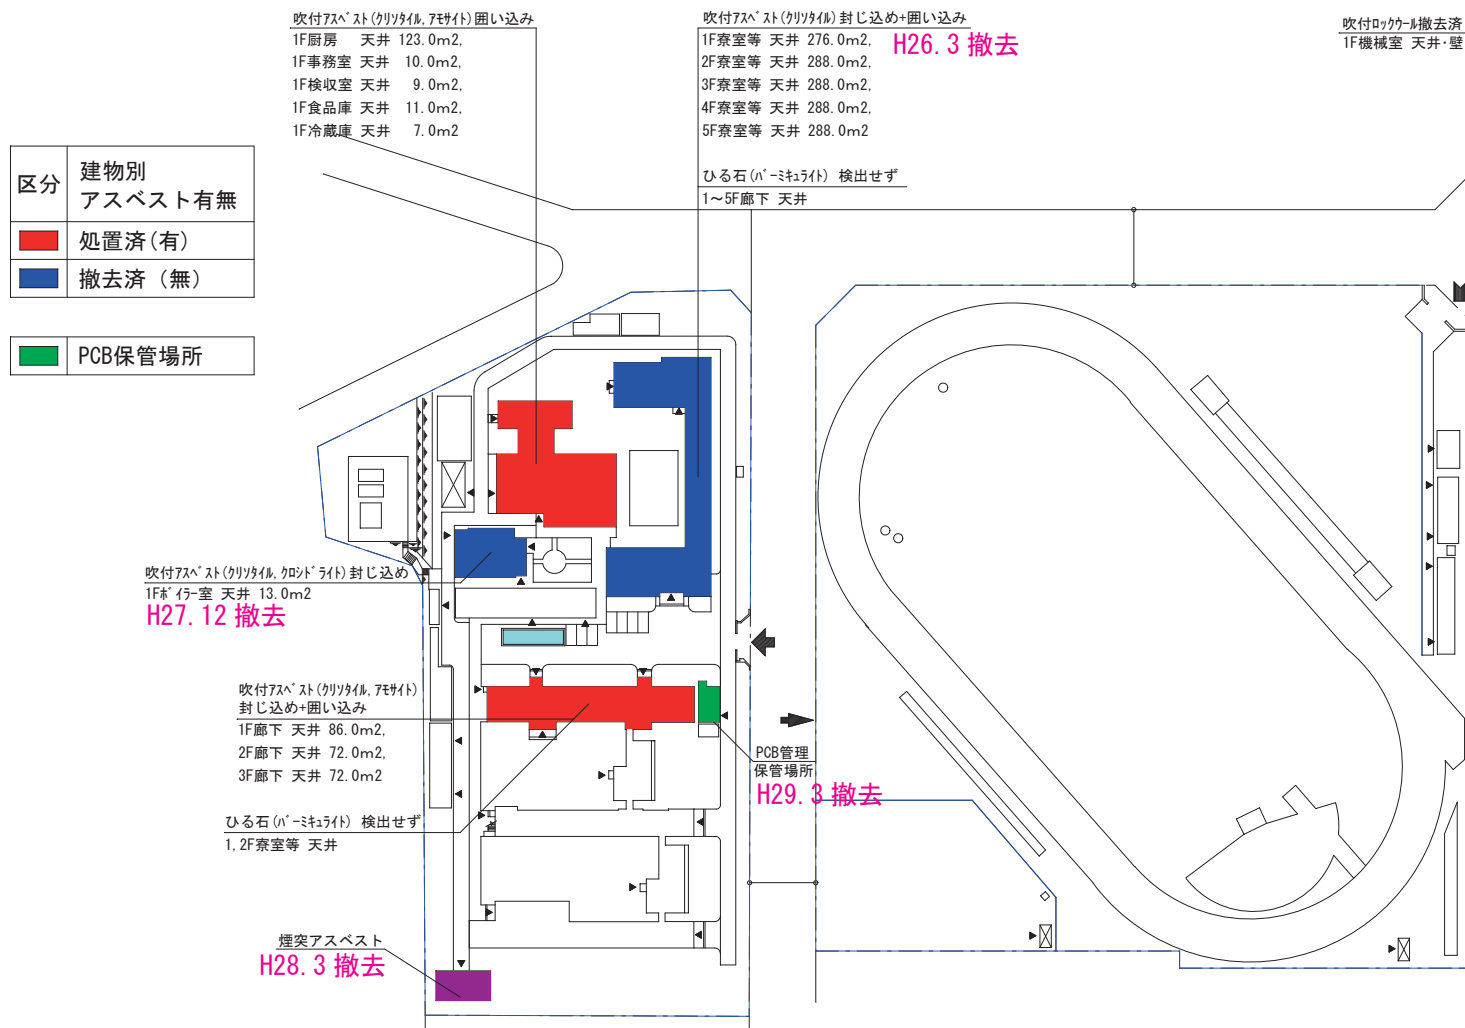 吹付ｱｽﾍﾞｽﾄ(ｸﾘｿﾀｲﾙ,ｱﾓｻｲﾄ)囲い込み
1F厨房 天井 123.0m2,
1F事務室 天井 10.0m2,
1F検収室 天井 9.0m2,
1F食品庫 天井 11.0m2,
1F冷蔵庫 天井 7.0m2
吹付ｱｽﾍﾞｽﾄ(ｸﾘｿﾀｲﾙ)封じ込め+囲い込み
H26.3 撤去
1F寮室等 天井 276.0m2,
2F寮室等 天井 288.0m2,
3F寮室等 天井 288.0m2,
4F寮室等 天井 288.0m2,
5F寮室等 天井 288.0m2
ひる石(ﾊﾞｰﾐｷｭﾗｲﾄ) 検出せず
1～5F廊下 天井
吹付ﾛｯｸｳｰﾙ撤去済
1F機械室 天井・壁
区分 建物別
アスベスト有無
処置済(有)
撤去済 (無)
PCB保管場所
吹付ｱｽﾍﾞｽﾄ(ｸﾘｿﾀｲﾙ,ｸﾛｼﾄﾞﾗｲﾄ)封じ込め
1Fﾎﾞｲﾗｰ室 天井 13.0m2
H27.12 撤去
吹付ｱｽﾍﾞｽﾄ(ｸﾘｿﾀｲﾙ,ｱﾓｻｲﾄ)
封じ込め+囲い込み
1F廊下 天井 86.0m2,
2F廊下 天井 72.0m2,
3F廊下 天井 72.0m2
PCB管理
保管場所
H29.3 撤去
ひる石(ﾊﾞｰﾐｷｭﾗｲﾄ) 検出せず
1,2F寮室等 天井
煙突アスベスト
H28.3 撤去